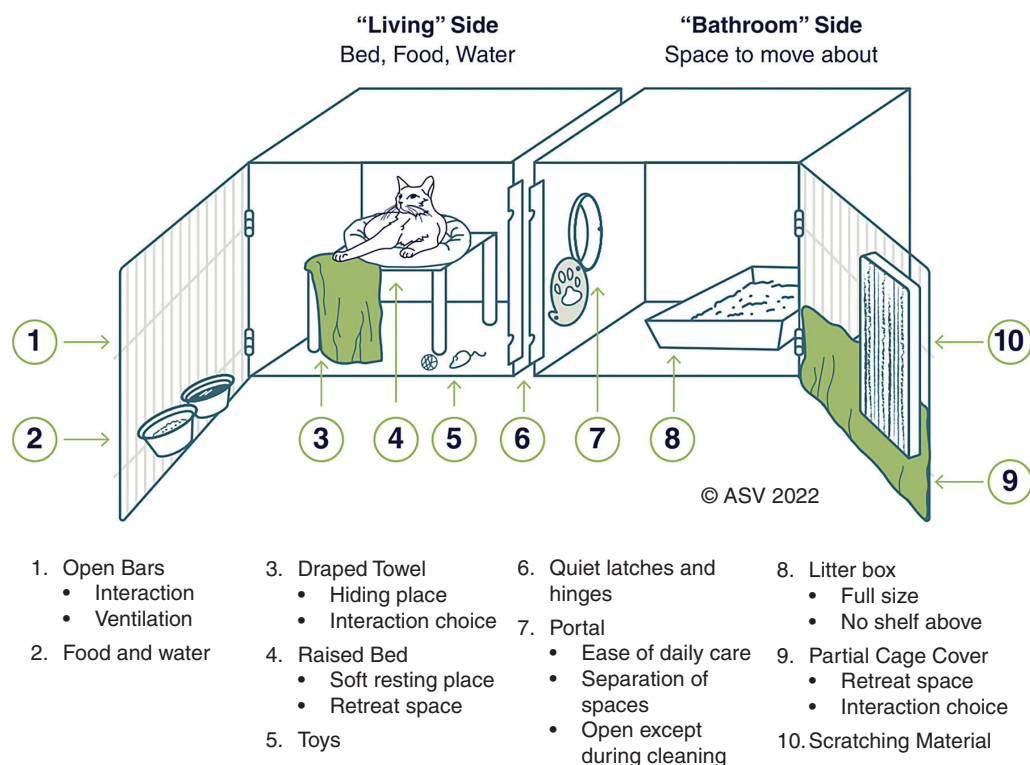 “Living” Side
Bed, Food, Water
“Bathroom” Side
Space to move about
1
2
3
4
5
6
7
8
10
9
© ASV 2022
1. Open Bars
• Interaction
• Ventilation
2. Food and water
3. Draped Towel
• Hiding place
• Interaction choice
4. Raised Bed
• Soft resting place
• Retreat space
5. Toys
6. Quiet latches and
hinges
7. Portal
• Ease of daily care
• Separation of
spaces
• Open except
during cleaning
8. Litter box
• Full size
• No shelf above
9. Partial Cage Cover
• Retreat space
• Interaction choice
10. Scratching Material